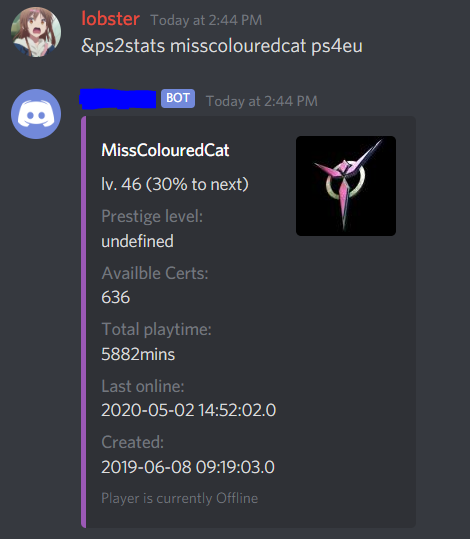 lobster Today at 2:44 PM
&ps2stats misscolouredcat ps4eu
BOT Today at 2:44 PM
MissColouredCat
lv. 46 (30% to next)
Prestige level:
undefined
Availble Certs:
636
Total playtime:
5882mins
Last online:
2020-05-02 14:52:02.0
Created:
2019-06-08 09:19:03.0
Player is currently Offline